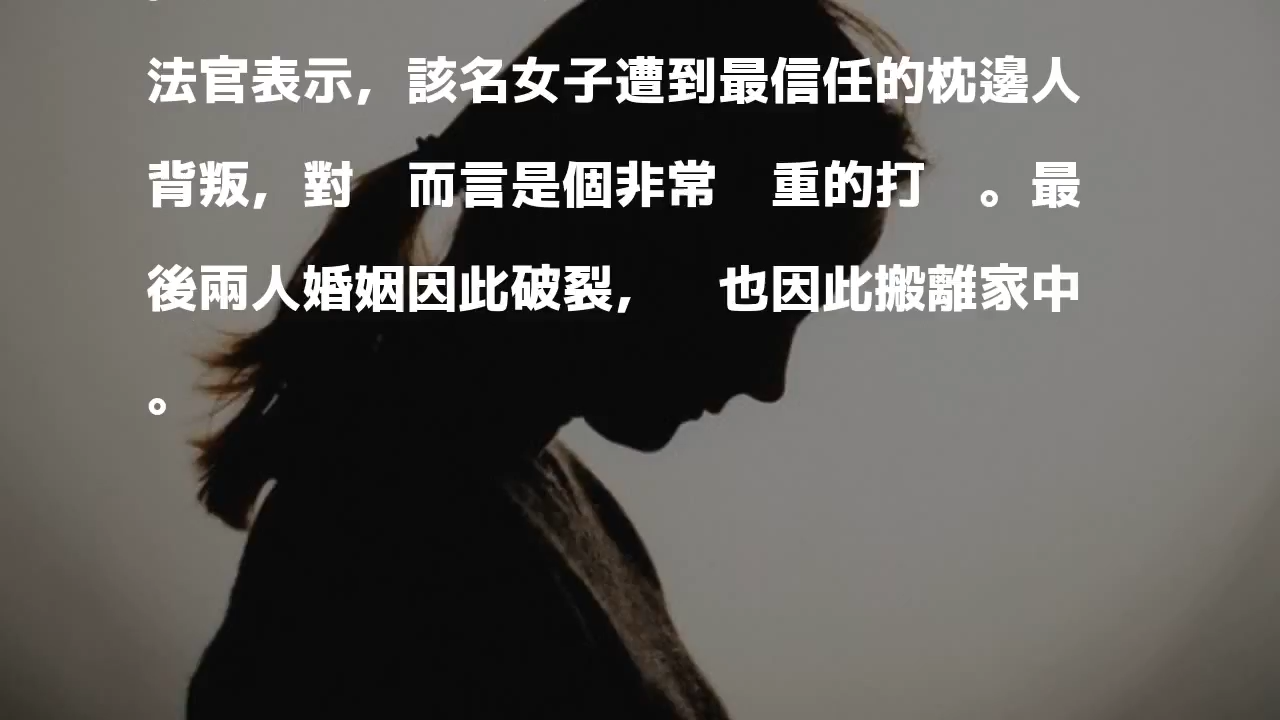 法官表示，該名女子遭到最信任的枕邊人
背叛，對　而言是個非常　重的打　。最
後兩人婚姻因此破裂，　也因此搬離家中
。